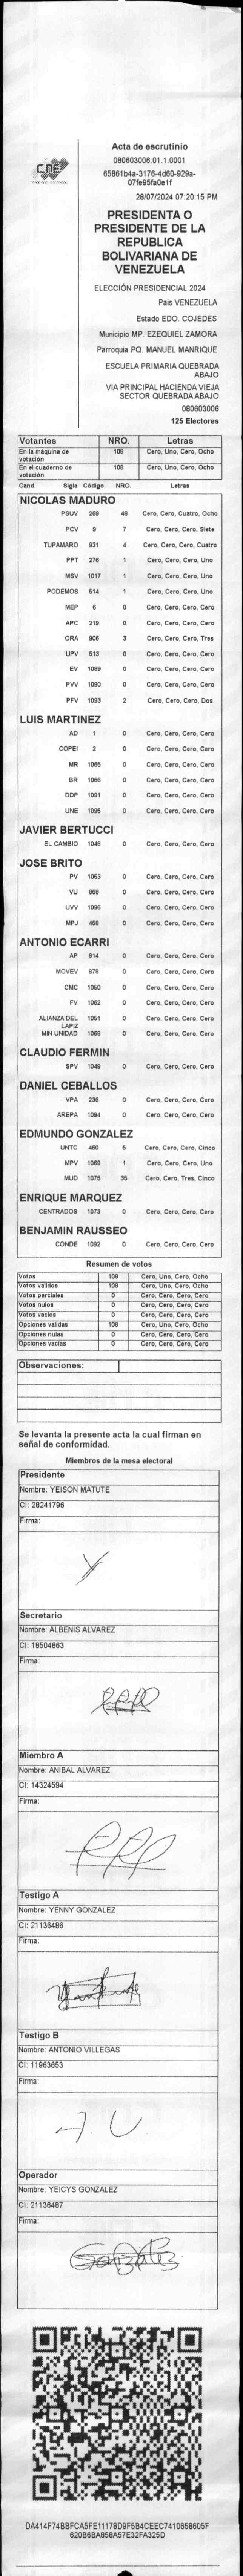 CNE
Acta de escrutinio
080603006.01.1.0001
65861b4a-3176-4d60-929a-
07fe95fa0e1f
28/07/2024 07:20:15 PM
PRESIDENTA O
PRESIDENTE DE LA
REPUBLICA
BOLIVARIANA DE
VENEZUELA
ELECCIÓN PRESIDENCIAL 2024
Pais VENEZUELA
Estado EDO. COJEDES
Municipio MP. EZEQUIEL ZAMORA
Parroquia PQ. MANUEL MANRIQUE
ESCUELA PRIMARIA QUEBRADA
ABAJO
VIA PRINCIPAL HACIENDA VIEJA
SECTOR QUEBRADA ABAJO
080603006
125 Electores
Votantes NRO. Letras
En la máquina de votación 108 Cero, Uno, Cero, Ocho
En el cuaderno de votación 108 Cero, Uno, Cero, Ocho
Cand. Sigla Código NRO. Letras
NICOLAS MADURO
PSUV 269 48 Cero, Cero, Cuatro, Ocho
PCV 9 7 Cero, Cero, Cero, Siete
TUPAMARO 931 4 Cero, Cero, Cero, Cuatro
PPT 276 1 Cero, Cero, Cero, Uno
MSV 1017 1 Cero, Cero, Cero, Uno
PODEMOS 514 1 Cero, Cero, Cero, Uno
MEP 6 0 Cero, Cero, Cero, Cero
APC 219 0 Cero, Cero, Cero, Cero
ORA 906 3 Cero, Cero, Cero, Tres
UPV 513 0 Cero, Cero, Cero, Cero
EV 1089 0 Cero, Cero, Cero, Cero
PVV 1090 0 Cero, Cero, Cero, Cero
PFV 1093 2 Cero, Cero, Cero, Dos
LUIS MARTINEZ
AD 1 0 Cero, Cero, Cero, Cero
COPEI 2 0 Cero, Cero, Cero, Cero
MR 1065 0 Cero, Cero, Cero, Cero
BR 1066 0 Cero, Cero, Cero, Cero
DDP 1091 0 Cero, Cero, Cero, Cero
UNE 1095 0 Cero, Cero, Cero, Cero
JAVIER BERTUCCI
EL CAMBIO 1046 0 Cero, Cero, Cero, Cero
JOSE BRITO
PV 1053 0 Cero, Cero, Cero, Cero
VU 968 0 Cero, Cero, Cero, Cero
UVV 1096 0 Cero, Cero, Cero, Cero
MPJ 458 0 Cero, Cero, Cero, Cero
ANTONIO ECARRI
AP 814 0 Cero, Cero, Cero, Cero
MOVEV 879 0 Cero, Cero, Cero, Cero
CMC 1060 0 Cero, Cero, Cero, Cero
FV 1062 0 Cero, Cero, Cero, Cero
ALIANZA DEL LAPIZ 1051 0 Cero, Cero, Cero, Cero
MIN UNIDAD 1069 0 Cero, Cero, Cero, Cero
CLAUDIO FERMIN
SPV 1049 0 Cero, Cero, Cero, Cero
DANIEL CEBALLOS
VPA 236 0 Cero, Cero, Cero, Cero
AREPA 1094 0 Cero, Cero, Cero, Cero
EDMUNDO GONZALEZ
UNTC 460 5 Cero, Cero, Cero, Cinco
MPV 1068 1 Cero, Cero, Cero, Uno
MUD 1075 35 Cero, Cero, Tres, Cinco
ENRIQUE MARQUEZ
CENTRADOS 1073 0 Cero, Cero, Cero, Cero
BENJAMIN RAUSSEO
CONDE 1092 0 Cero, Cero, Cero, Cero
Resumen de votos
Votos 108 Cero, Uno, Cero, Ocho
Votos validos 108 Cero, Uno, Cero, Ocho
Votos parciales 0 Cero, Cero, Cero, Cero
Votos nulos 0 Cero, Cero, Cero, Cero
Votos vacios 0 Cero, Cero, Cero, Cero
Opciones validas 108 Cero, Uno, Cero, Ocho
Opciones nulas 0 Cero, Cero, Cero, Cero
Opciones vacias 0 Cero, Cero, Cero, Cero
Observaciones:
Se levanta la presente acta la cual firman en
señal de conformidad.
Miembros de la mesa electoral
Presidente
Nombre: YEISON MATUTE
CI: 28241796
Firma:
Secretario
Nombre: ALBENIS ALVAREZ
CI: 18504863
Firma:
Miembro A
Nombre: ANIBAL ALVAREZ
CI: 14324594
Firma:
Testigo A
Nombre: YENNY GONZALEZ
CI: 21136486
Firma:
Testigo B
Nombre: ANTONIO VILLEGAS
CI: 11963653
Firma:
A U
Operador
Nombre: YEICYS GONZALEZ
CI: 21136487
Firma:
González
DA414F74BBFCA5FE11178D9F5B4CEEC7410658605F
620B6BA656A57E32FA325D